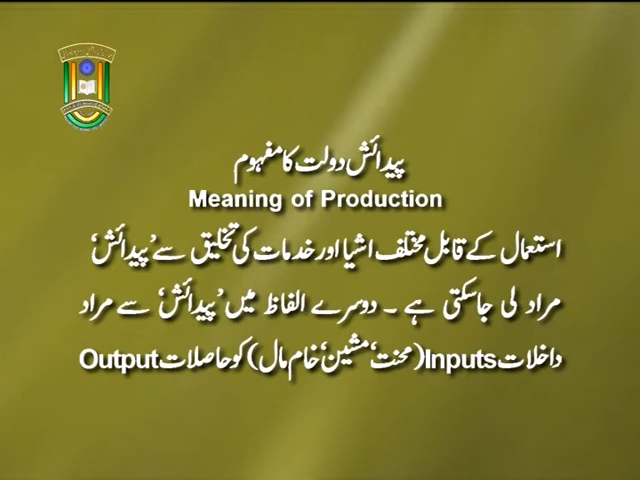 پیدائش دولت کا مفہوم
Meaning of Production
استعمال کے قابل مختلف اشیا اور خدمات کی تخلیق سے ’پیدائش‘
مراد لی جاسکتی ہے ۔ دوسرے الفاظ میں ’پیدائش‘ سے مراد
داخلات Inputs (محنت‘ مشین‘ خام مال) کو حاصلات Output